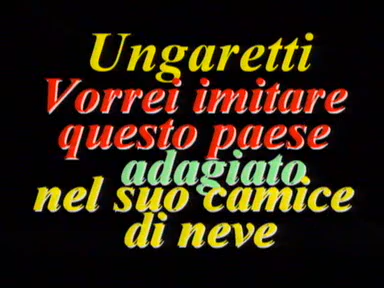 Ungaretti
Vorrei imitare
questo paese
adagiato
nel suo camice
di neve